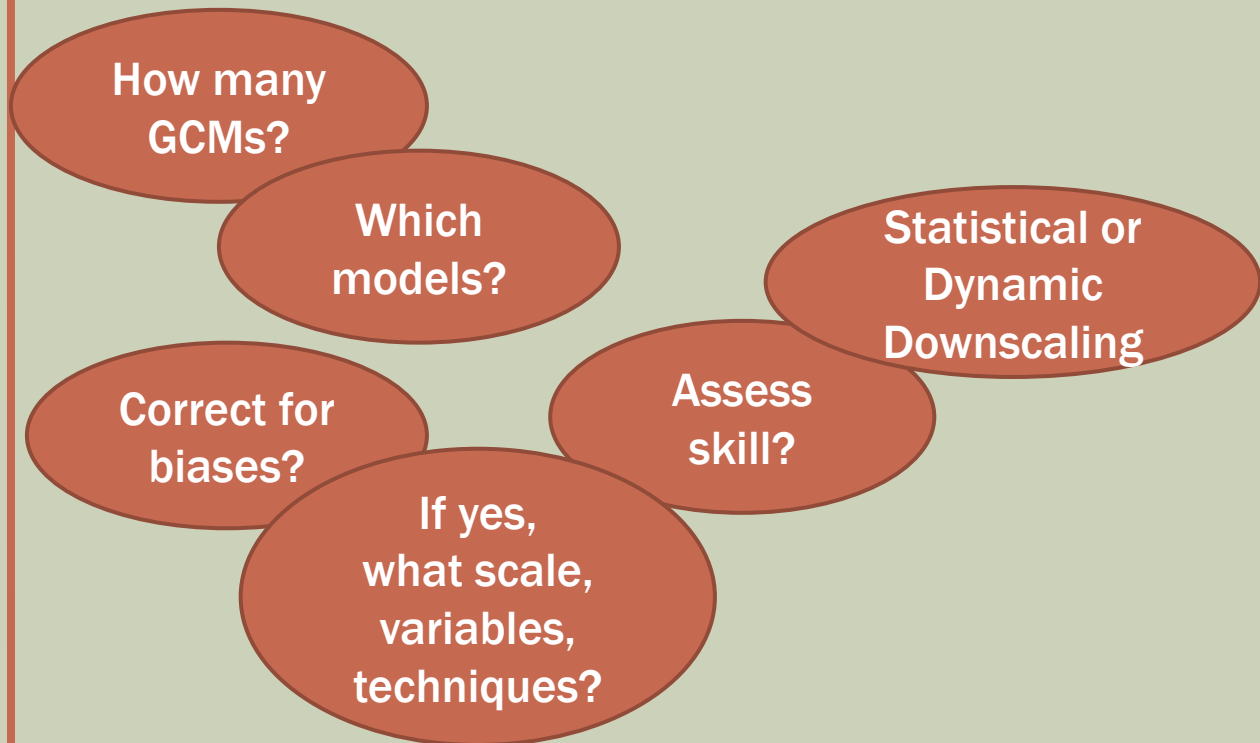 How many
GCMs?
Which
models?
Statistical or
Dynamic
Downscaling
Assess
skill?
Correct for
biases?
If yes,
what scale,
variables,
techniques?